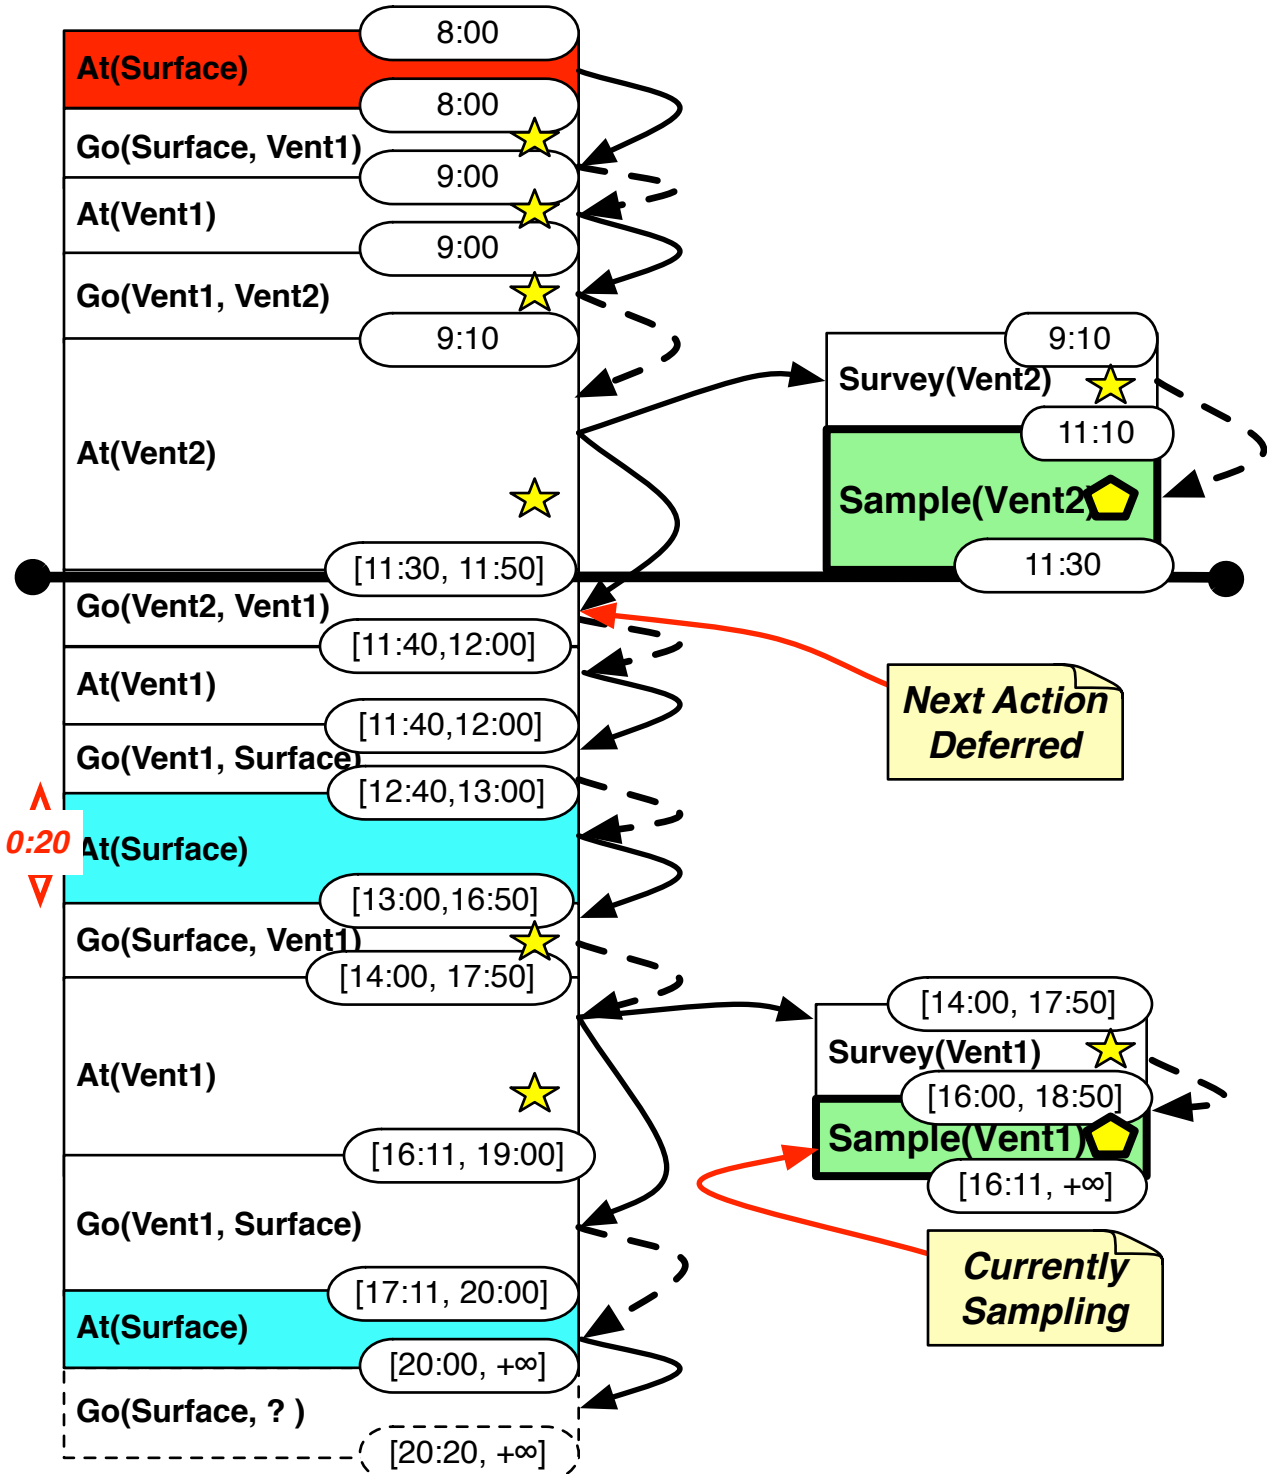 8:00
At(Surface)
8:00
Go(Surface, Vent1)
9:00
At(Vent1)
9:00
Go(Vent1, Vent2)
9:10
At(Vent2)
[11:30, 11:50]
Go(Vent2, Vent1)
[11:40,12:00]
At(Vent1)
[11:40,12:00]
Go(Vent1, Surface)
[12:40,13:00]
0:20
At(Surface)
[13:00,16:50]
Go(Surface, Vent1)
[14:00, 17:50]
At(Vent1)
[16:11, 19:00]
Go(Vent1, Surface)
[17:11, 20:00]
At(Surface)
[20:00, +∞]
Go(Surface, ? )
[20:20, +∞]
9:10
Survey(Vent2)
11:10
Sample(Vent2)
11:30
Next Action
Deferred
[14:00, 17:50]
Survey(Vent1)
[16:00, 18:50]
Sample(Vent1)
[16:11, +∞]
Currently
Sampling